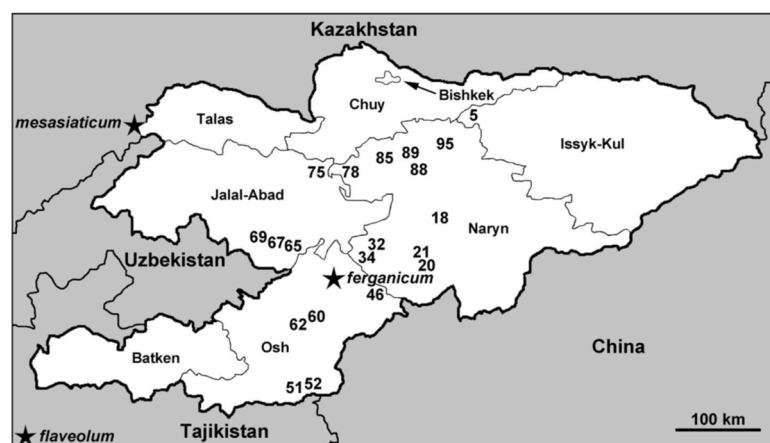 Kazakhstan
Bishkek
Chuy
mesasiaticum
Talas
5
Issyk-Kul
95
89
85
88
75
78
Jalal-Abad
18
Naryn
69
67
65
32
34
21
20
Uzbekistan
ferganicum
46
60
62
Osh
Batken
China
51
52
100 km
Tajikistan
flaveolum